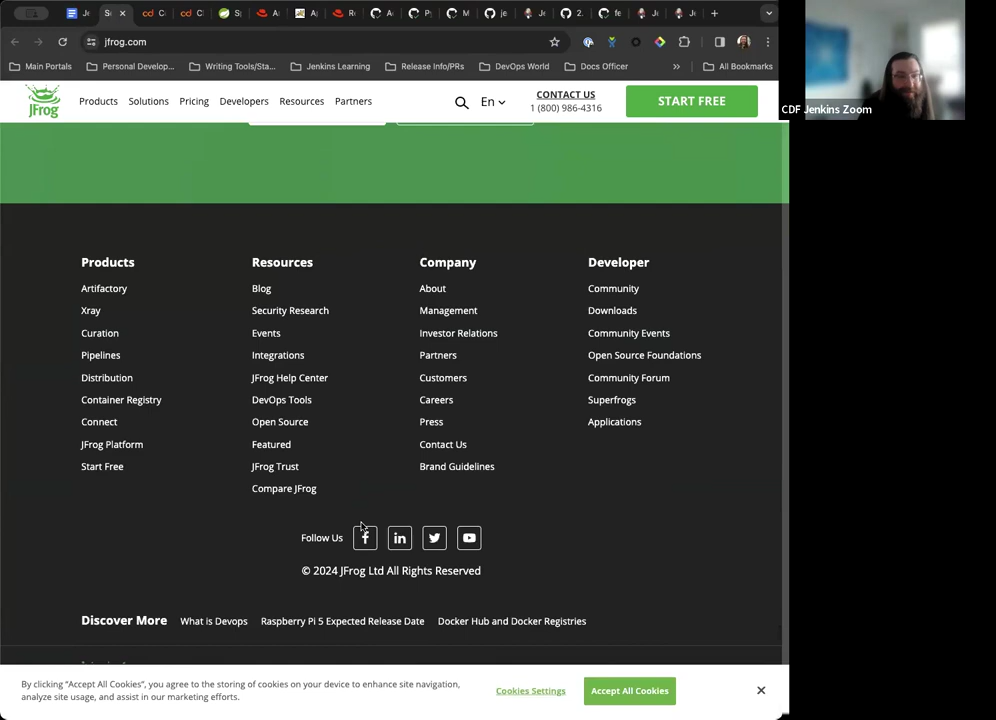 jfrog.com
Main Portals
Personal Develop...
Writing Tools/Sta...
Jenkins Learning
Release Info/PRs
DevOps World
Docs Officer
»
All Bookmarks
CDF Jenkins Zoom
JFrog
Products
Solutions
Pricing
Developers
Resources
Partners
En
CONTACT US
1 (800) 986-4316
START FREE
Products
Artifactory
Xray
Curation
Pipelines
Distribution
Container Registry
Connect
JFrog Platform
Start Free
Resources
Blog
Security Research
Events
Integrations
JFrog Help Center
DevOps Tools
Open Source
Featured
JFrog Trust
Compare JFrog
Company
About
Management
Investor Relations
Partners
Customers
Careers
Press
Contact Us
Brand Guidelines
Developer
Community
Downloads
Community Events
Open Source Foundations
Community Forum
Superfrogs
Applications
Follow Us
© 2024 JFrog Ltd All Rights Reserved
Discover More
What is Devops
Raspberry Pi 5 Expected Release Date
Docker Hub and Docker Registries
By clicking “Accept All Cookies”, you agree to the storing of cookies on your device to enhance site navigation,
analyze site usage, and assist in our marketing efforts.
Cookies Settings
Accept All Cookies